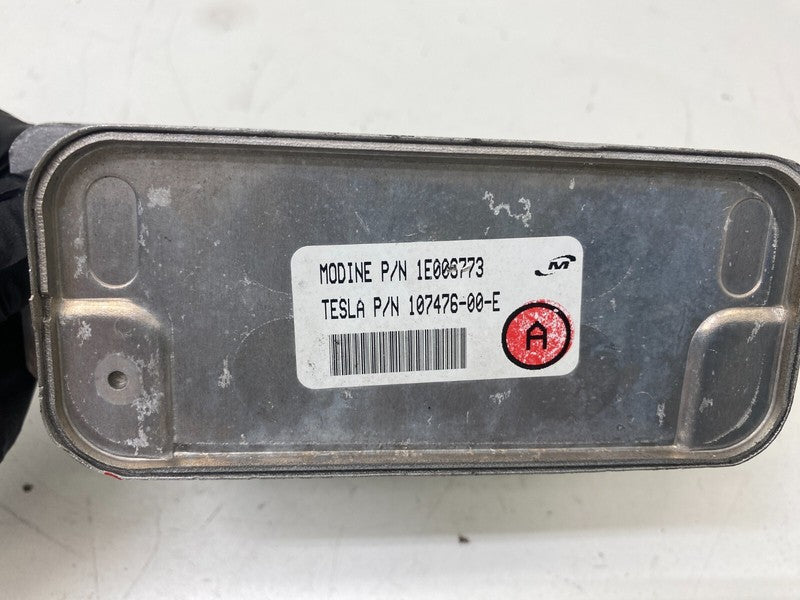 MODINE P/N 1E006773
M
TESLA P/N 107476-00-E
A